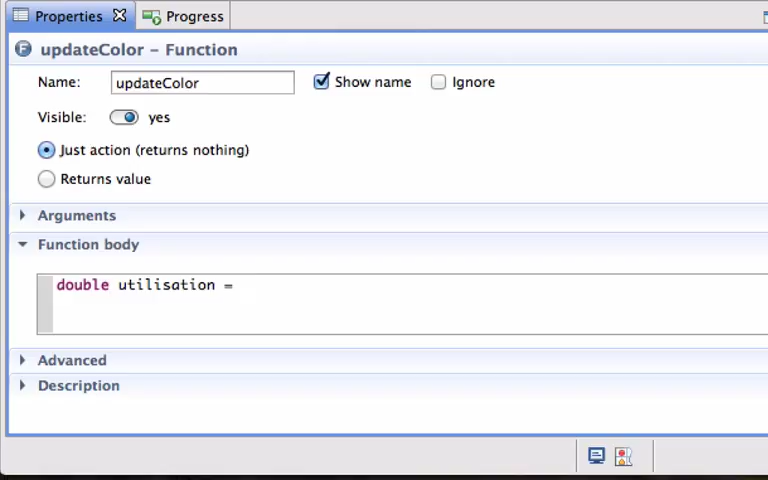 Properties Progress
updateColor - Function
Name: updateColor Show name Ignore
Visible: yes
Just action (returns nothing)
Returns value
Arguments
Function body
double utilisation =
Advanced
Description